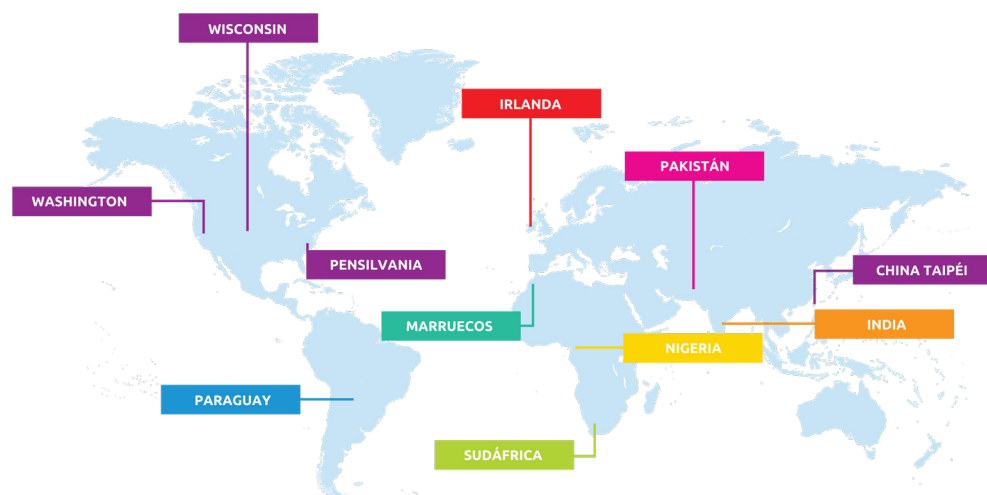 WISCONSIN
IRLANDA
PAKISTÁN
WASHINGTON
PENSILVANIA
CHINA TAIPÉI
MARRUECOS
INDIA
NIGERIA
PARAGUAY
SUDÁFRICA